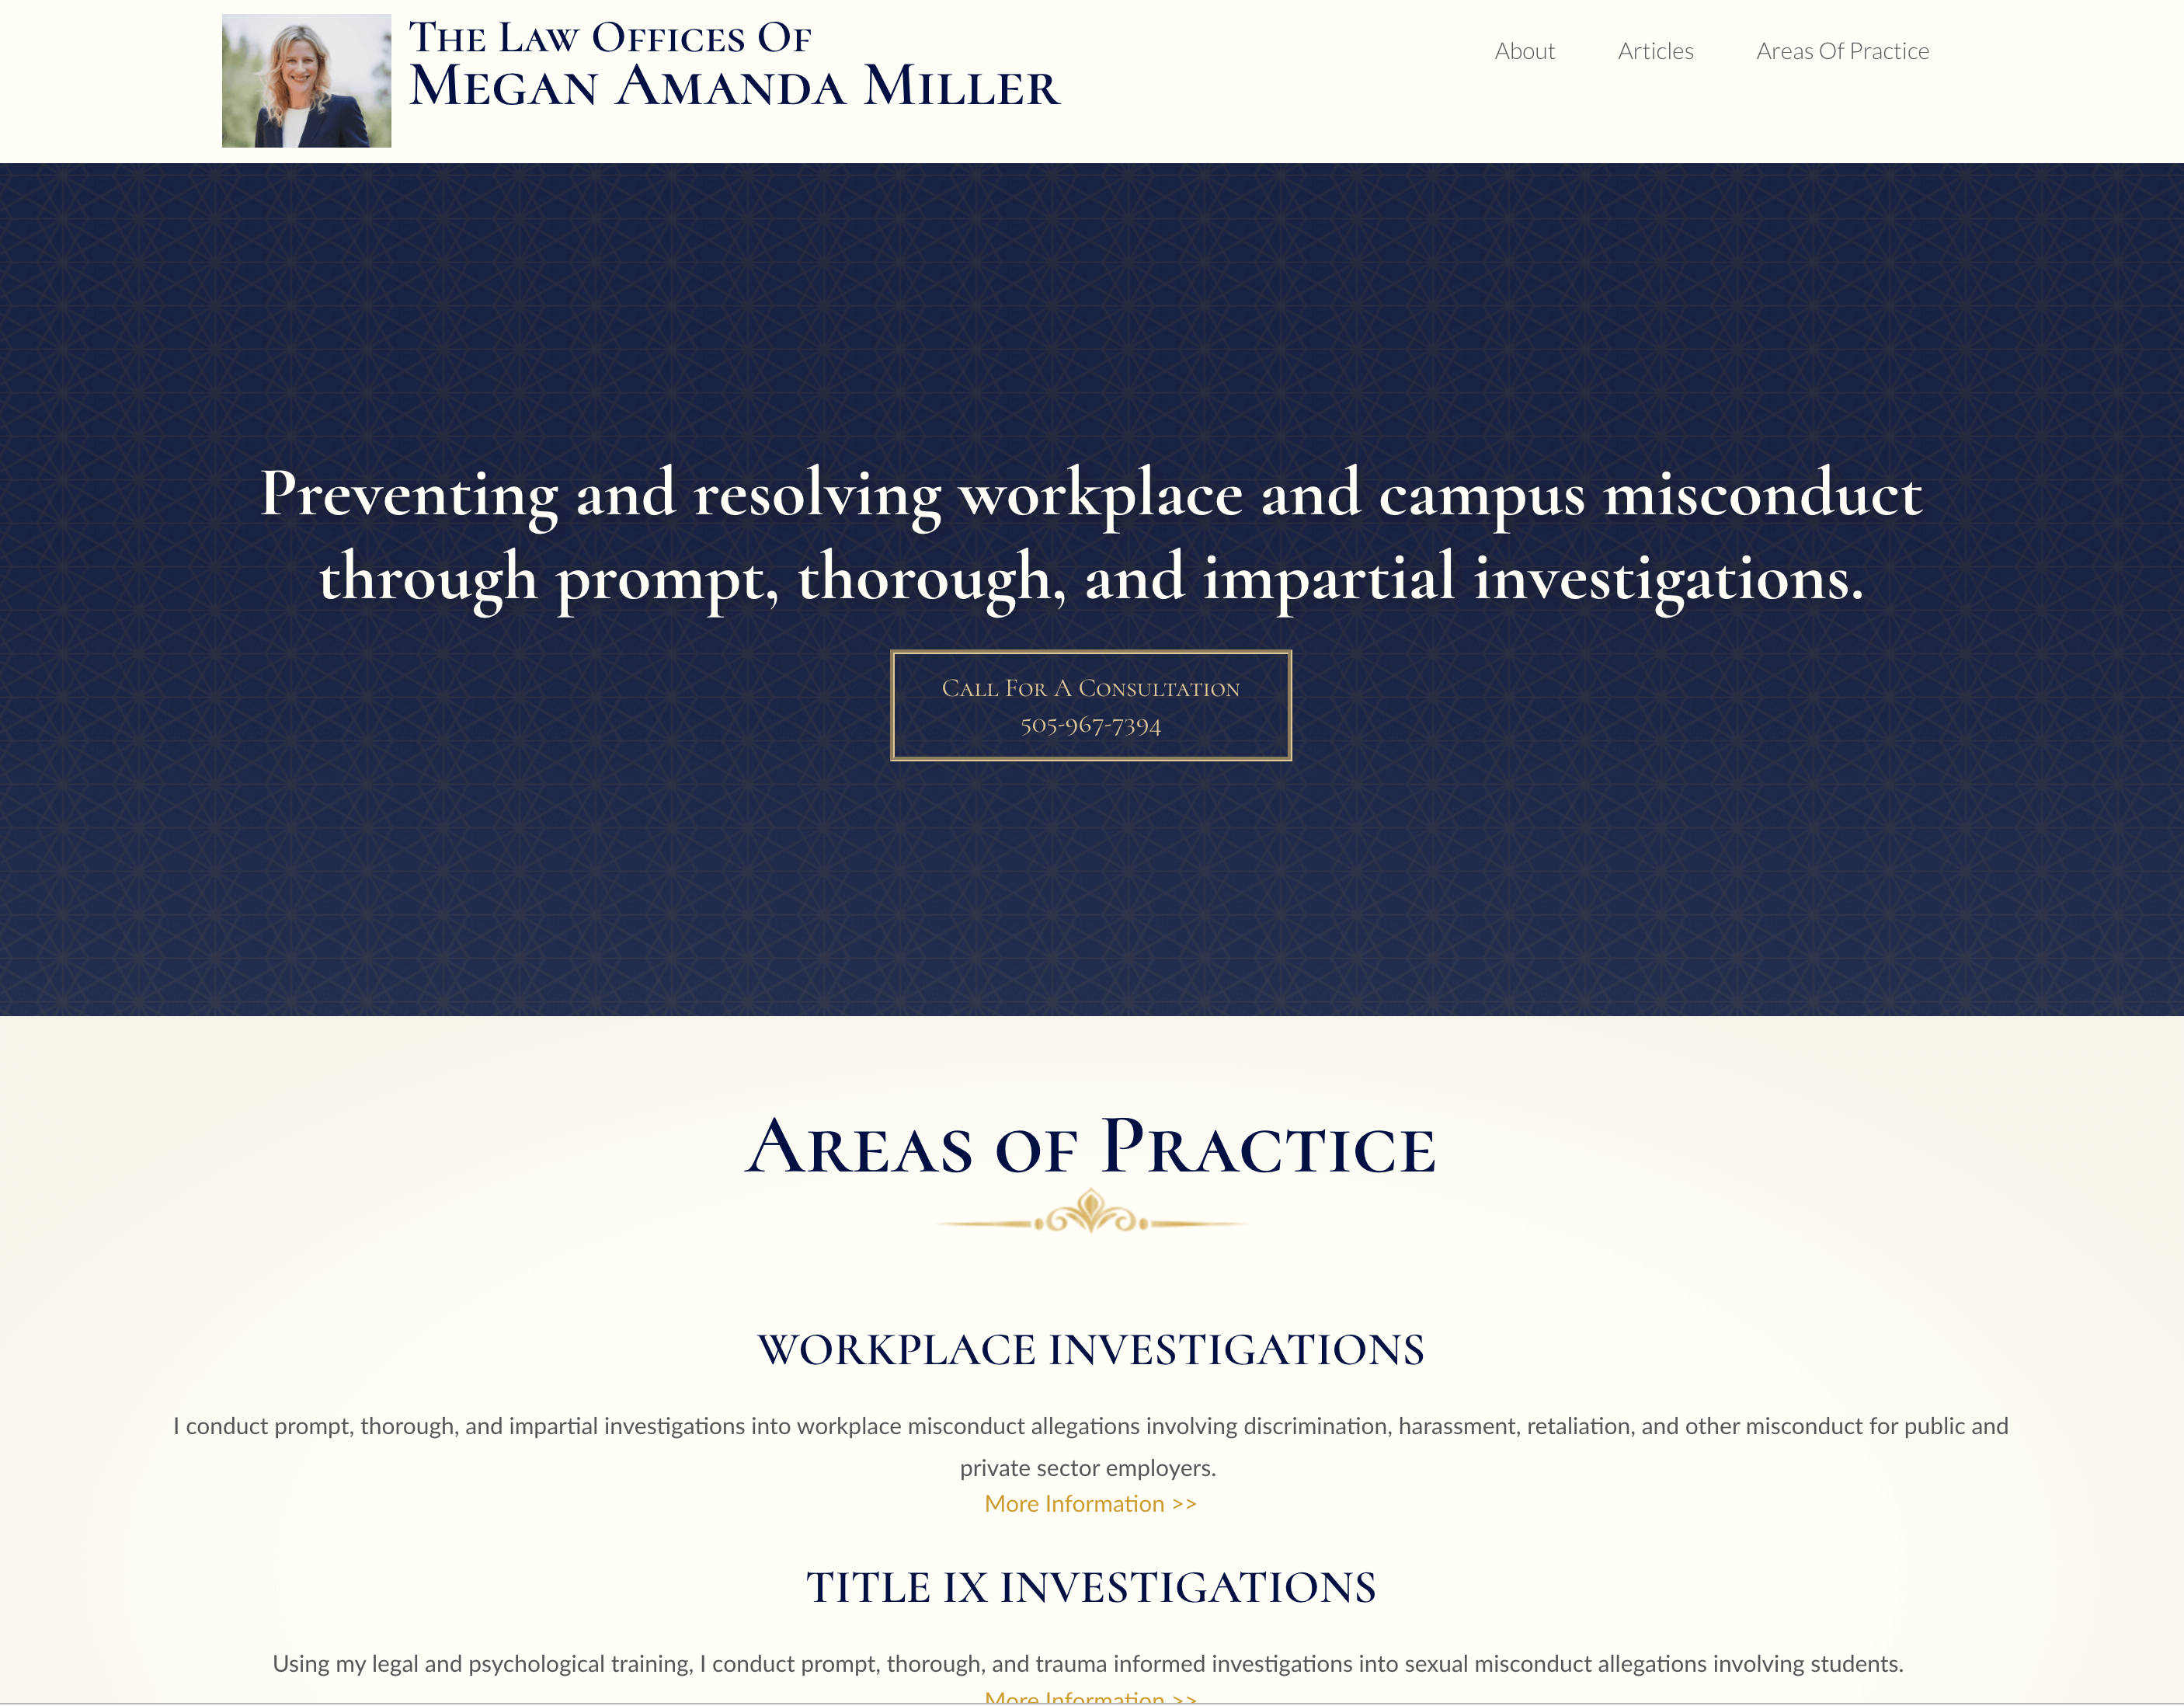 The Law Offices Of
Megan Amanda Miller
About
Articles
Areas Of Practice
Preventing and resolving workplace and campus misconduct
through prompt, thorough, and impartial investigations.
Call For A Consultation
505-967-7394
Areas of Practice
WORKPLACE INVESTIGATIONS
I conduct prompt, thorough, and impartial investigations into workplace misconduct allegations involving discrimination, harassment, retaliation, and other misconduct for public and
private sector employers.
More Information >>
TITLE IX INVESTIGATIONS
Using my legal and psychological training, I conduct prompt, thorough, and trauma informed investigations into sexual misconduct allegations involving students.
More Information >>